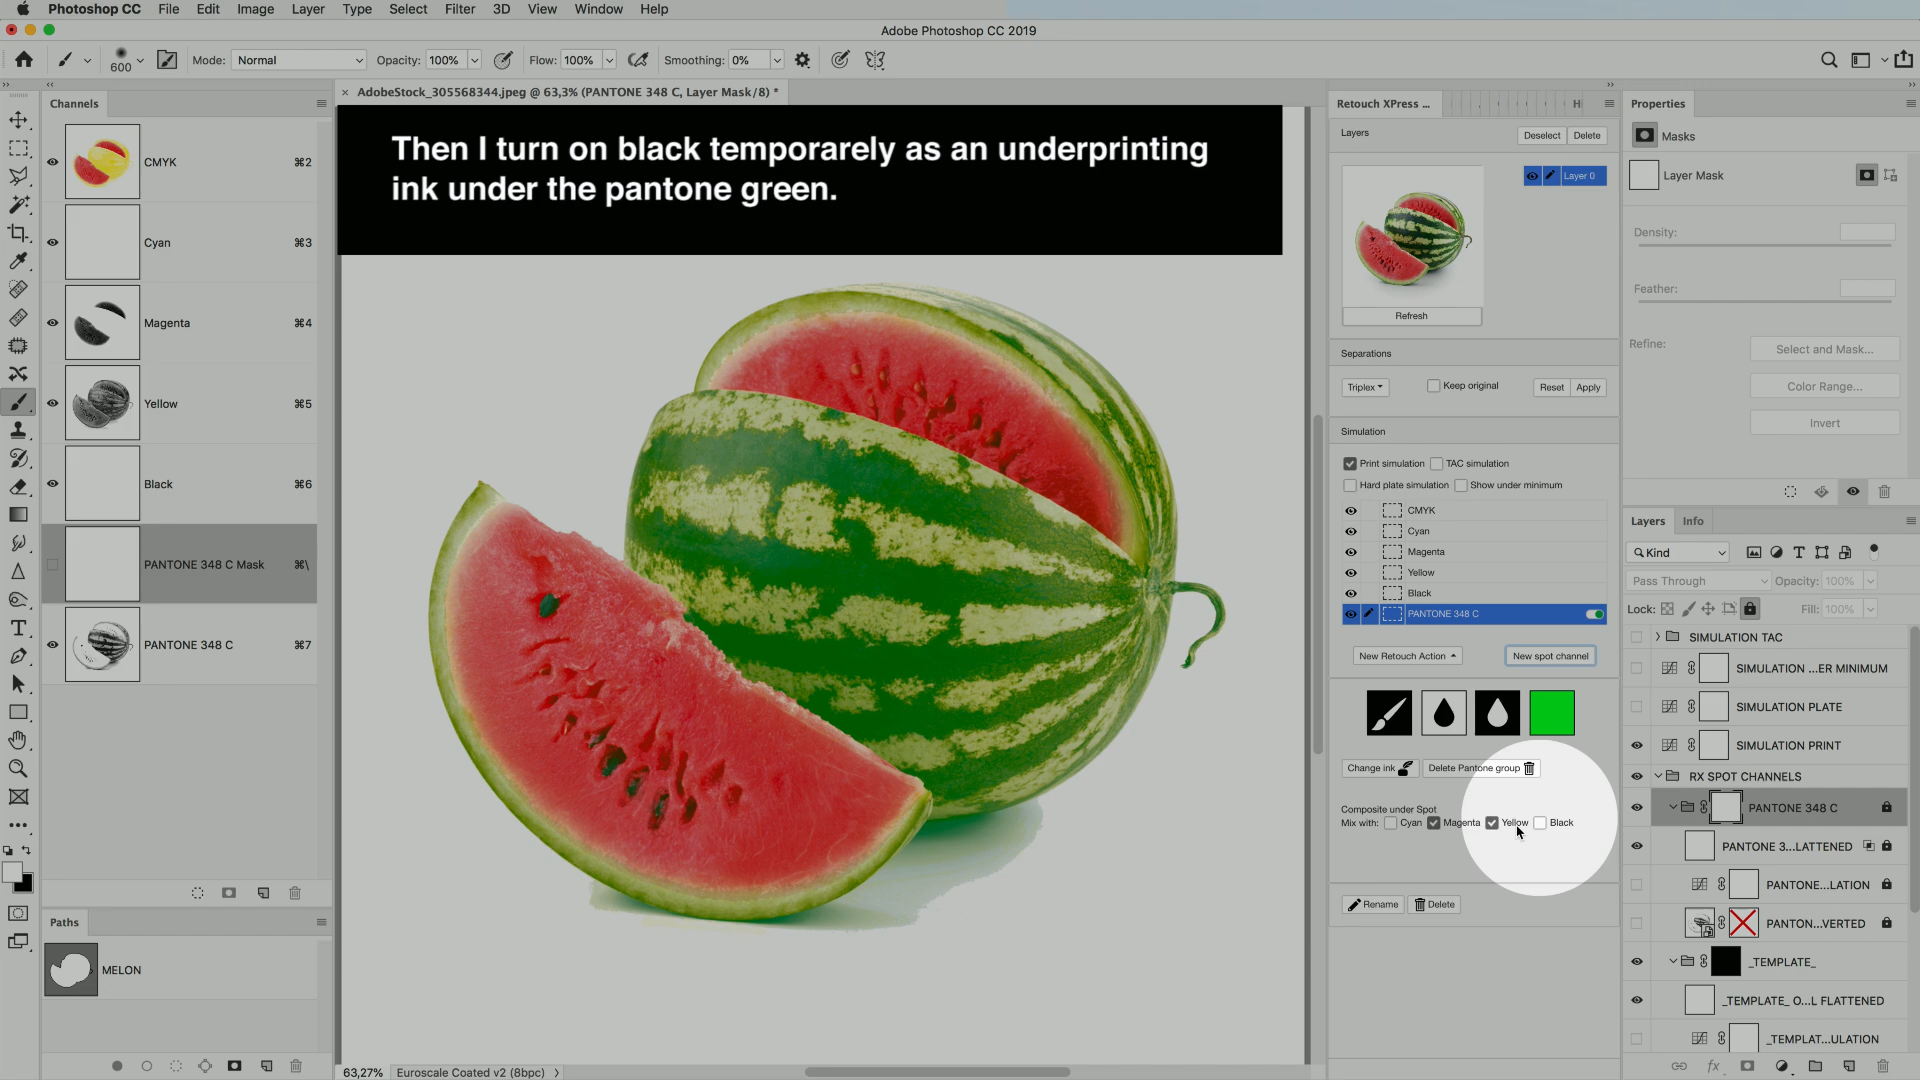 Photoshop CC File Edit Image Layer Type Select Filter 3D View Window Help
Adobe Photoshop CC 2019
600 Mode: Normal Opacity: 100% Flow: 100% Smoothing: 0%
Channels
CMYK ⌘2
Cyan ⌘3
Magenta ⌘4
Yellow ⌘5
Black ⌘6
PANTONE 348 C Mask ⌘\
PANTONE 348 C ⌘7
Paths
MELON
× AdobeStock_305568344.jpeg @ 63,3% (PANTONE 348 C, Layer Mask/8) *
Then I turn on black temporarely as an underprinting
ink under the pantone green.
63,27% Euroscale Coated v2 (8bpc) >
Retouch XPress ... H
Layers Deselect Delete
Layer 0
Refresh
Separations
Triplex Keep original Reset Apply
Simulation
Print simulation TAC simulation
Hard plate simulation Show under minimum
CMYK
Cyan
Magenta
Yellow
Black
PANTONE 348 C
New Retouch Action New spot channel
Change ink Delete Pantone group
Composite under Spot
Mix with: Cyan Magenta Yellow Black
Rename Delete
Properties
Masks
Layer Mask
Density:
Feather:
Refine: Select and Mask...
Color Range...
Invert
Layers Info
Kind
Pass Through Opacity: 100%
Lock: Fill: 100%
SIMULATION TAC
SIMULATION ...ER MINIMUM
SIMULATION PLATE
SIMULATION PRINT
RX SPOT CHANNELS
PANTONE 348 C
PANTONE 3...LATTENED
PANTONE...LATION
PANTON...VERTED
_TEMPLATE_
_TEMPLATE_ O...L FLATTENED
_TEMPLAT...ULATION
fx